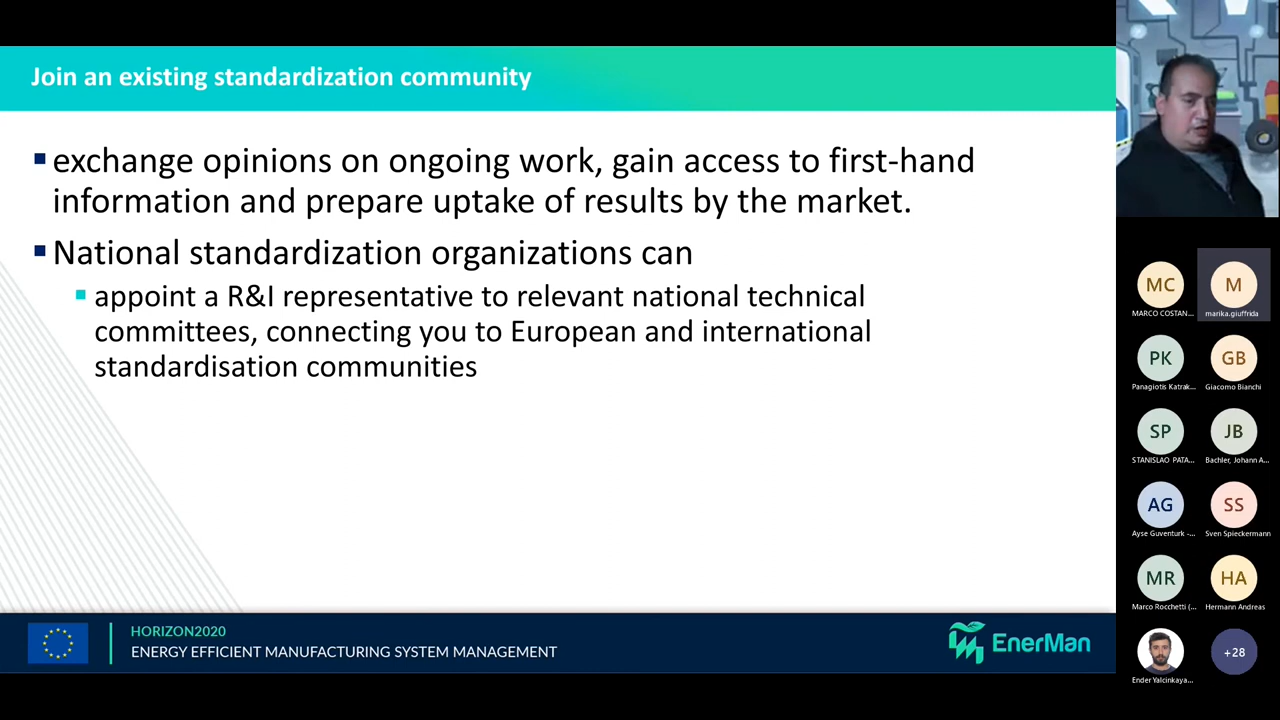 Join an existing standardization community
exchange opinions on ongoing work, gain access to first-hand
information and prepare uptake of results by the market.
National standardization organizations can
appoint a R&I representative to relevant national technical
committees, connecting you to European and international
standardisation communities
HORIZON2020
ENERGY EFFICIENT MANUFACTURING SYSTEM MANAGEMENT
EnerMan
MC
M
MARCO COSTAN...
marika.giuffrida
PK
GB
Panagiotis Katrak...
Giacomo Bianchi
SP
JB
STANISLAO PATA...
Bachler, Johann A...
AG
SS
Ayse Guventurk -...
Sven Spieckermann
MR
HA
Marco Rocchetti (...
Hermann Andreas
+28
Ender Yalcinkaya...